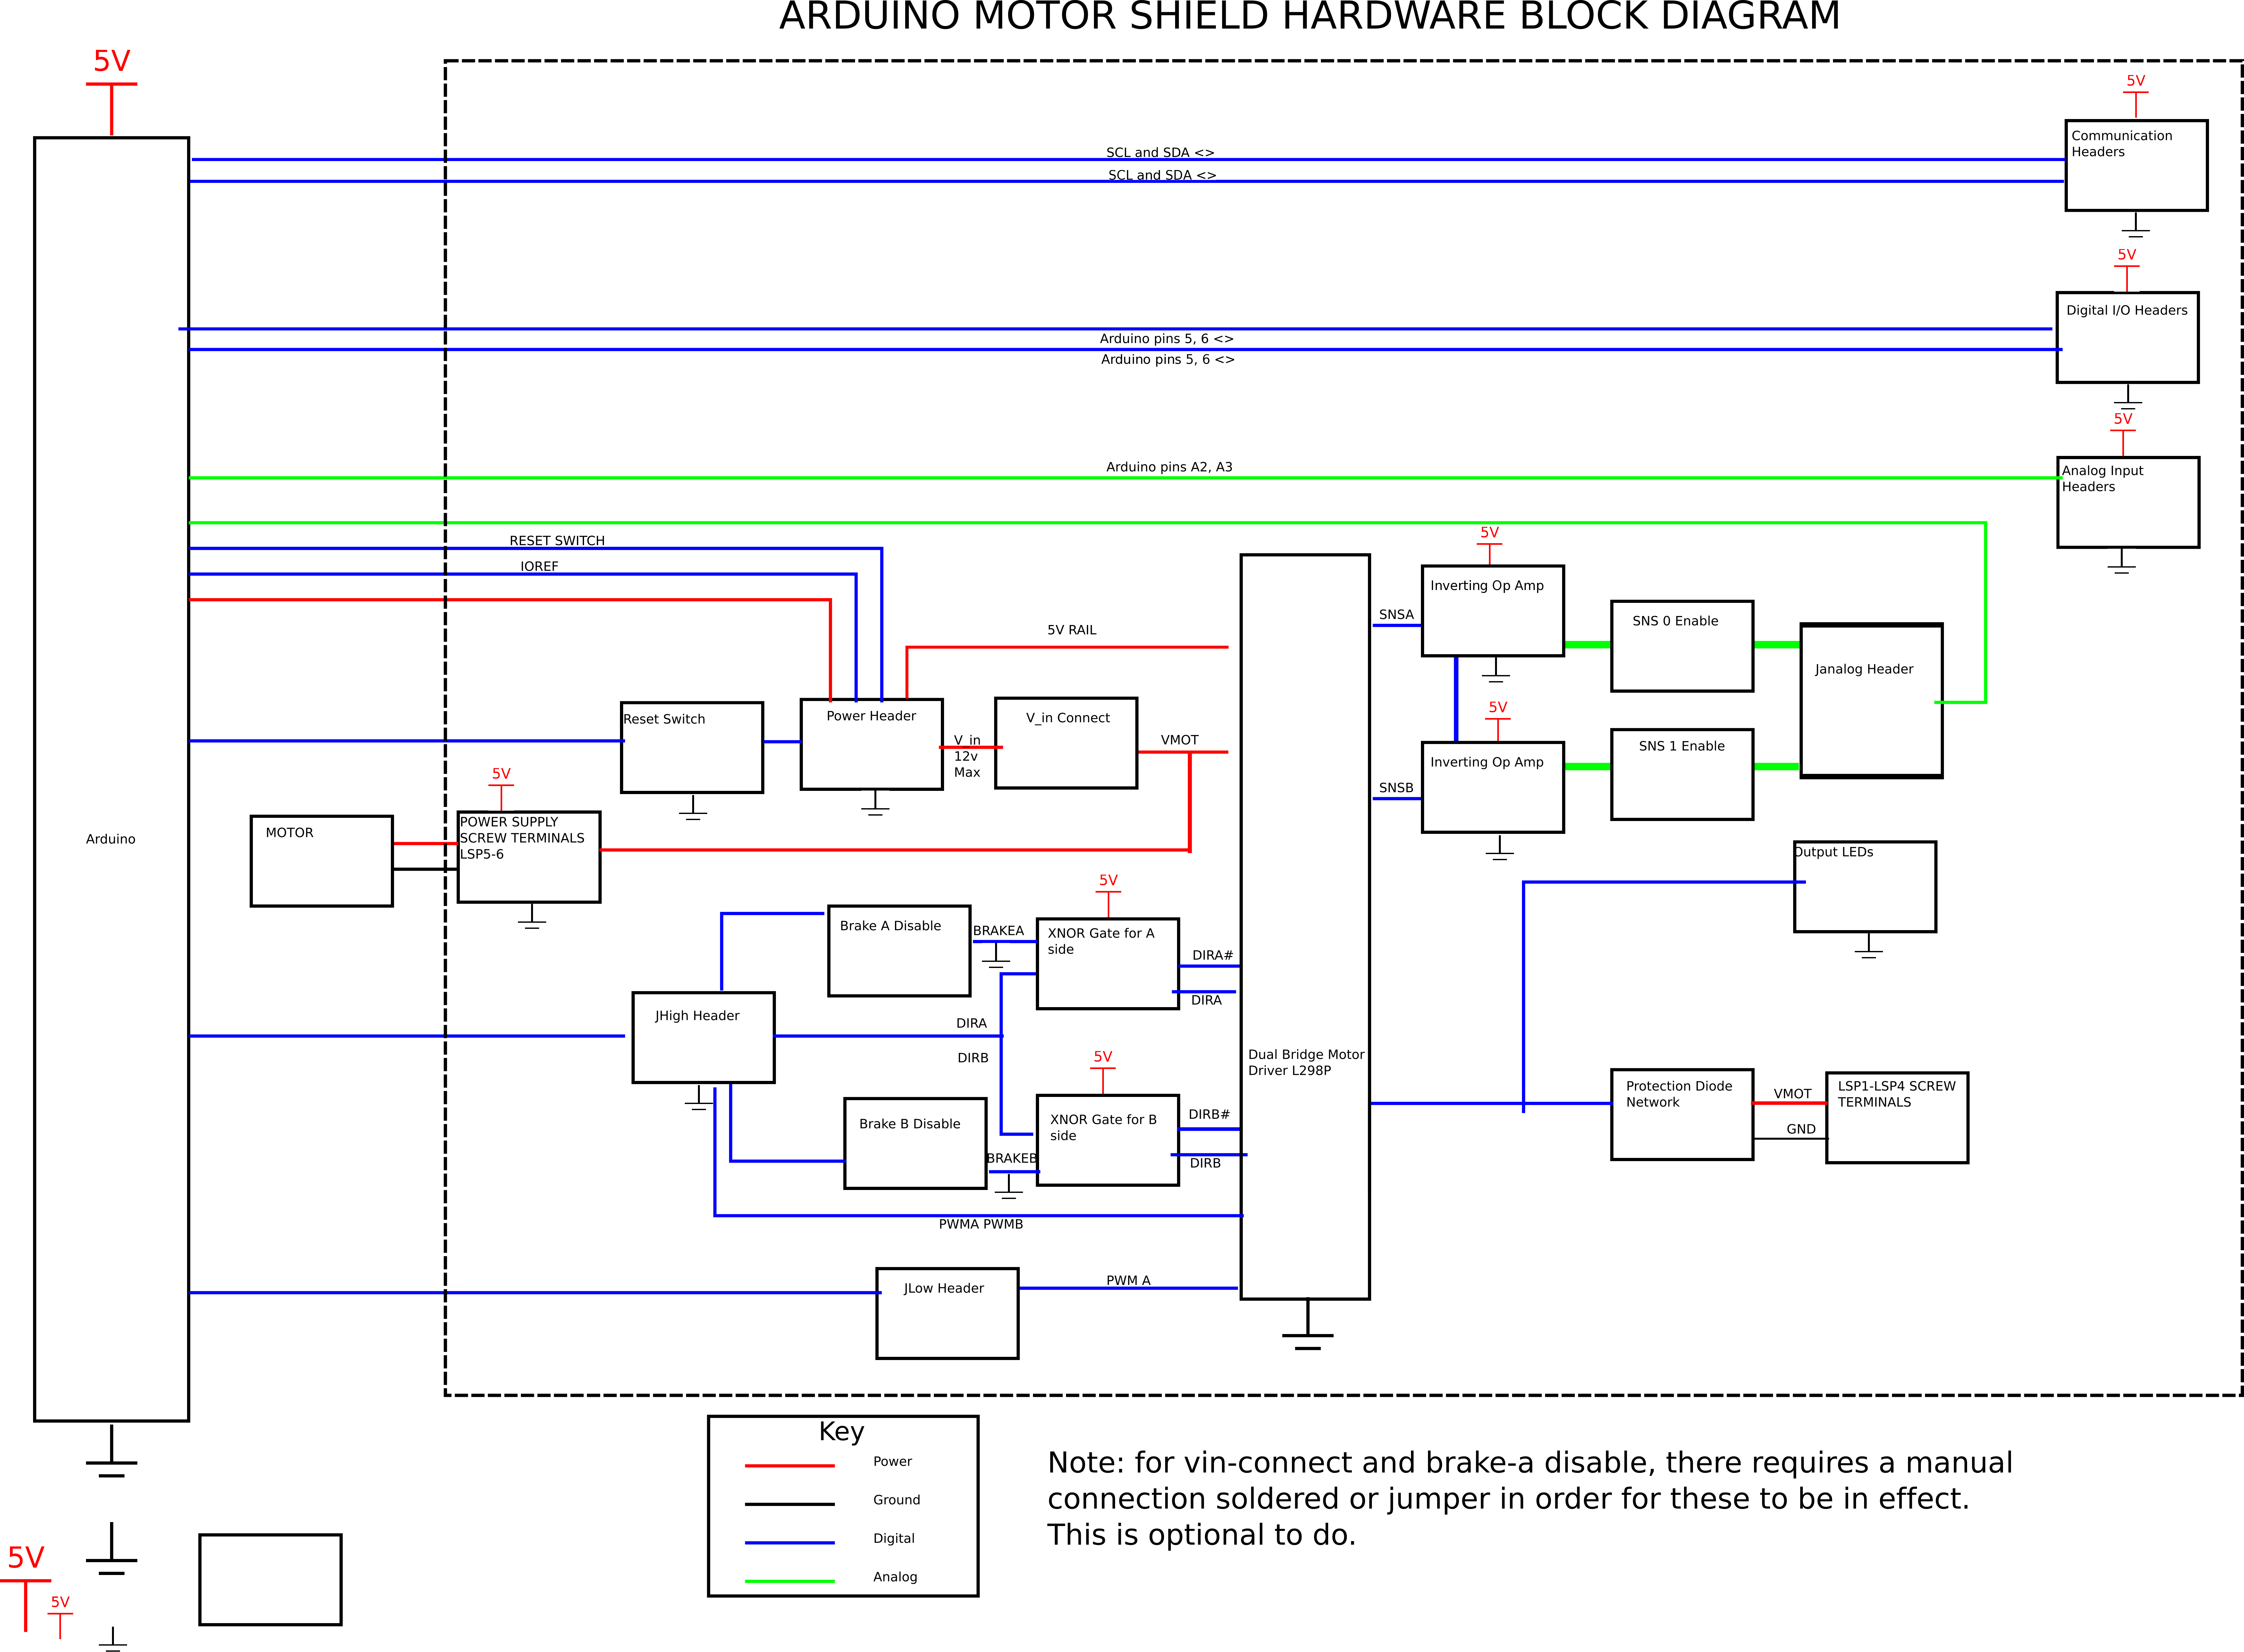 ARDUINO MOTOR SHIELD HARDWARE BLOCK DIAGRAM
5V
5V
Communication
Headers
SCL and SDA <>
SCL and SDA <>
5V
Digital I/O Headers
Arduino pins 5, 6 <>
Arduino pins 5, 6 <>
5V
Analog Input
Headers
Arduino pins A2, A3
RESET SWITCH
IOREF
5V
Inverting Op Amp
SNSA
SNS 0 Enable
5V RAIL
Janalog Header
Reset Switch
Power Header
V_in Connect
V_in
12v
Max
VMOT
5V
Inverting Op Amp
SNS 1 Enable
SNSB
5V
MOTOR
POWER SUPPLY
SCREW TERMINALS
LSP5-6
Arduino
Output LEDs
5V
Brake A Disable
BRAKEA
XNOR Gate for A
side
DIRA#
DIRA
JHigh Header
DIRA
DIRB
5V
Dual Bridge Motor
Driver L298P
Protection Diode
Network
VMOT
GND
LSP1-LSP4 SCREW
TERMINALS
Brake B Disable
BRAKEB
XNOR Gate for B
side
DIRB#
DIRB
PWMA PWMB
JLow Header
PWM A
Key
Power
Ground
Digital
Analog
Note: for vin-connect and brake-a disable, there requires a manual
connection soldered or jumper in order for these to be in effect.
This is optional to do.
5V
5V